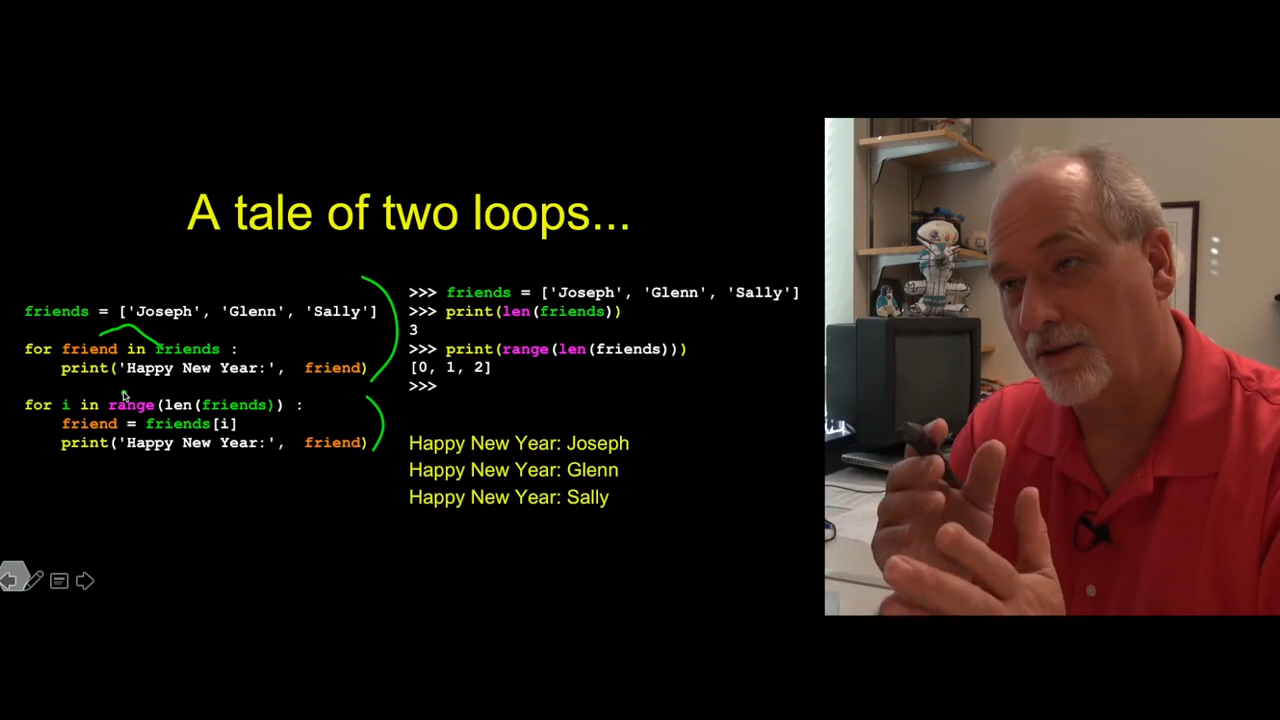 A tale of two loops...
friends = ['Joseph', 'Glenn', 'Sally']
for friend in friends :
    print('Happy New Year:',  friend)
for i in range(len(friends)) :
    friend = friends[i]
    print('Happy New Year:',  friend)
>>> friends = ['Joseph', 'Glenn', 'Sally']
>>> print(len(friends))
3
>>> print(range(len(friends)))
[0, 1, 2]
>>>
Happy New Year: Joseph
Happy New Year: Glenn
Happy New Year: Sally